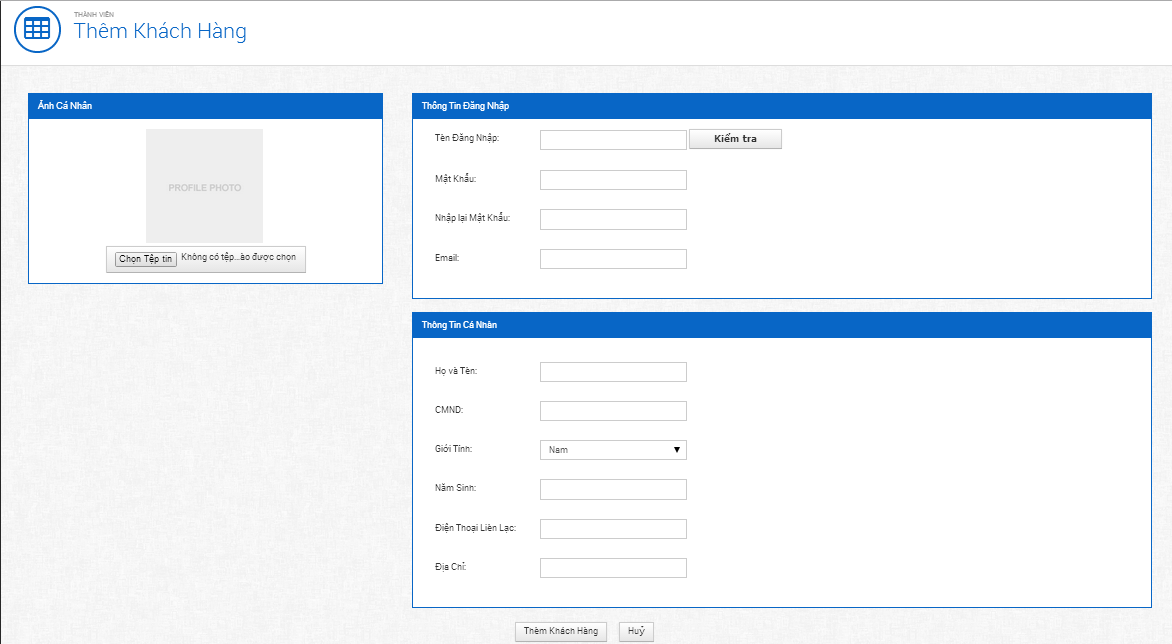 THÀNH VIÊN
Thêm Khách Hàng
Ảnh Cá Nhân
PROFILE PHOTO
Chọn Tệp tin Không có tệp...ào được chọn
Thông Tin Đăng Nhập
Tên Đăng Nhập: Kiểm tra
Mật Khẩu:
Nhập lại Mật Khẩu:
Email:
Thông Tin Cá Nhân
Họ và Tên:
CMND:
Giới Tính: Nam
Năm Sinh:
Điện Thoại Liên Lạc:
Địa Chỉ:
Thêm Khách Hàng Huỷ